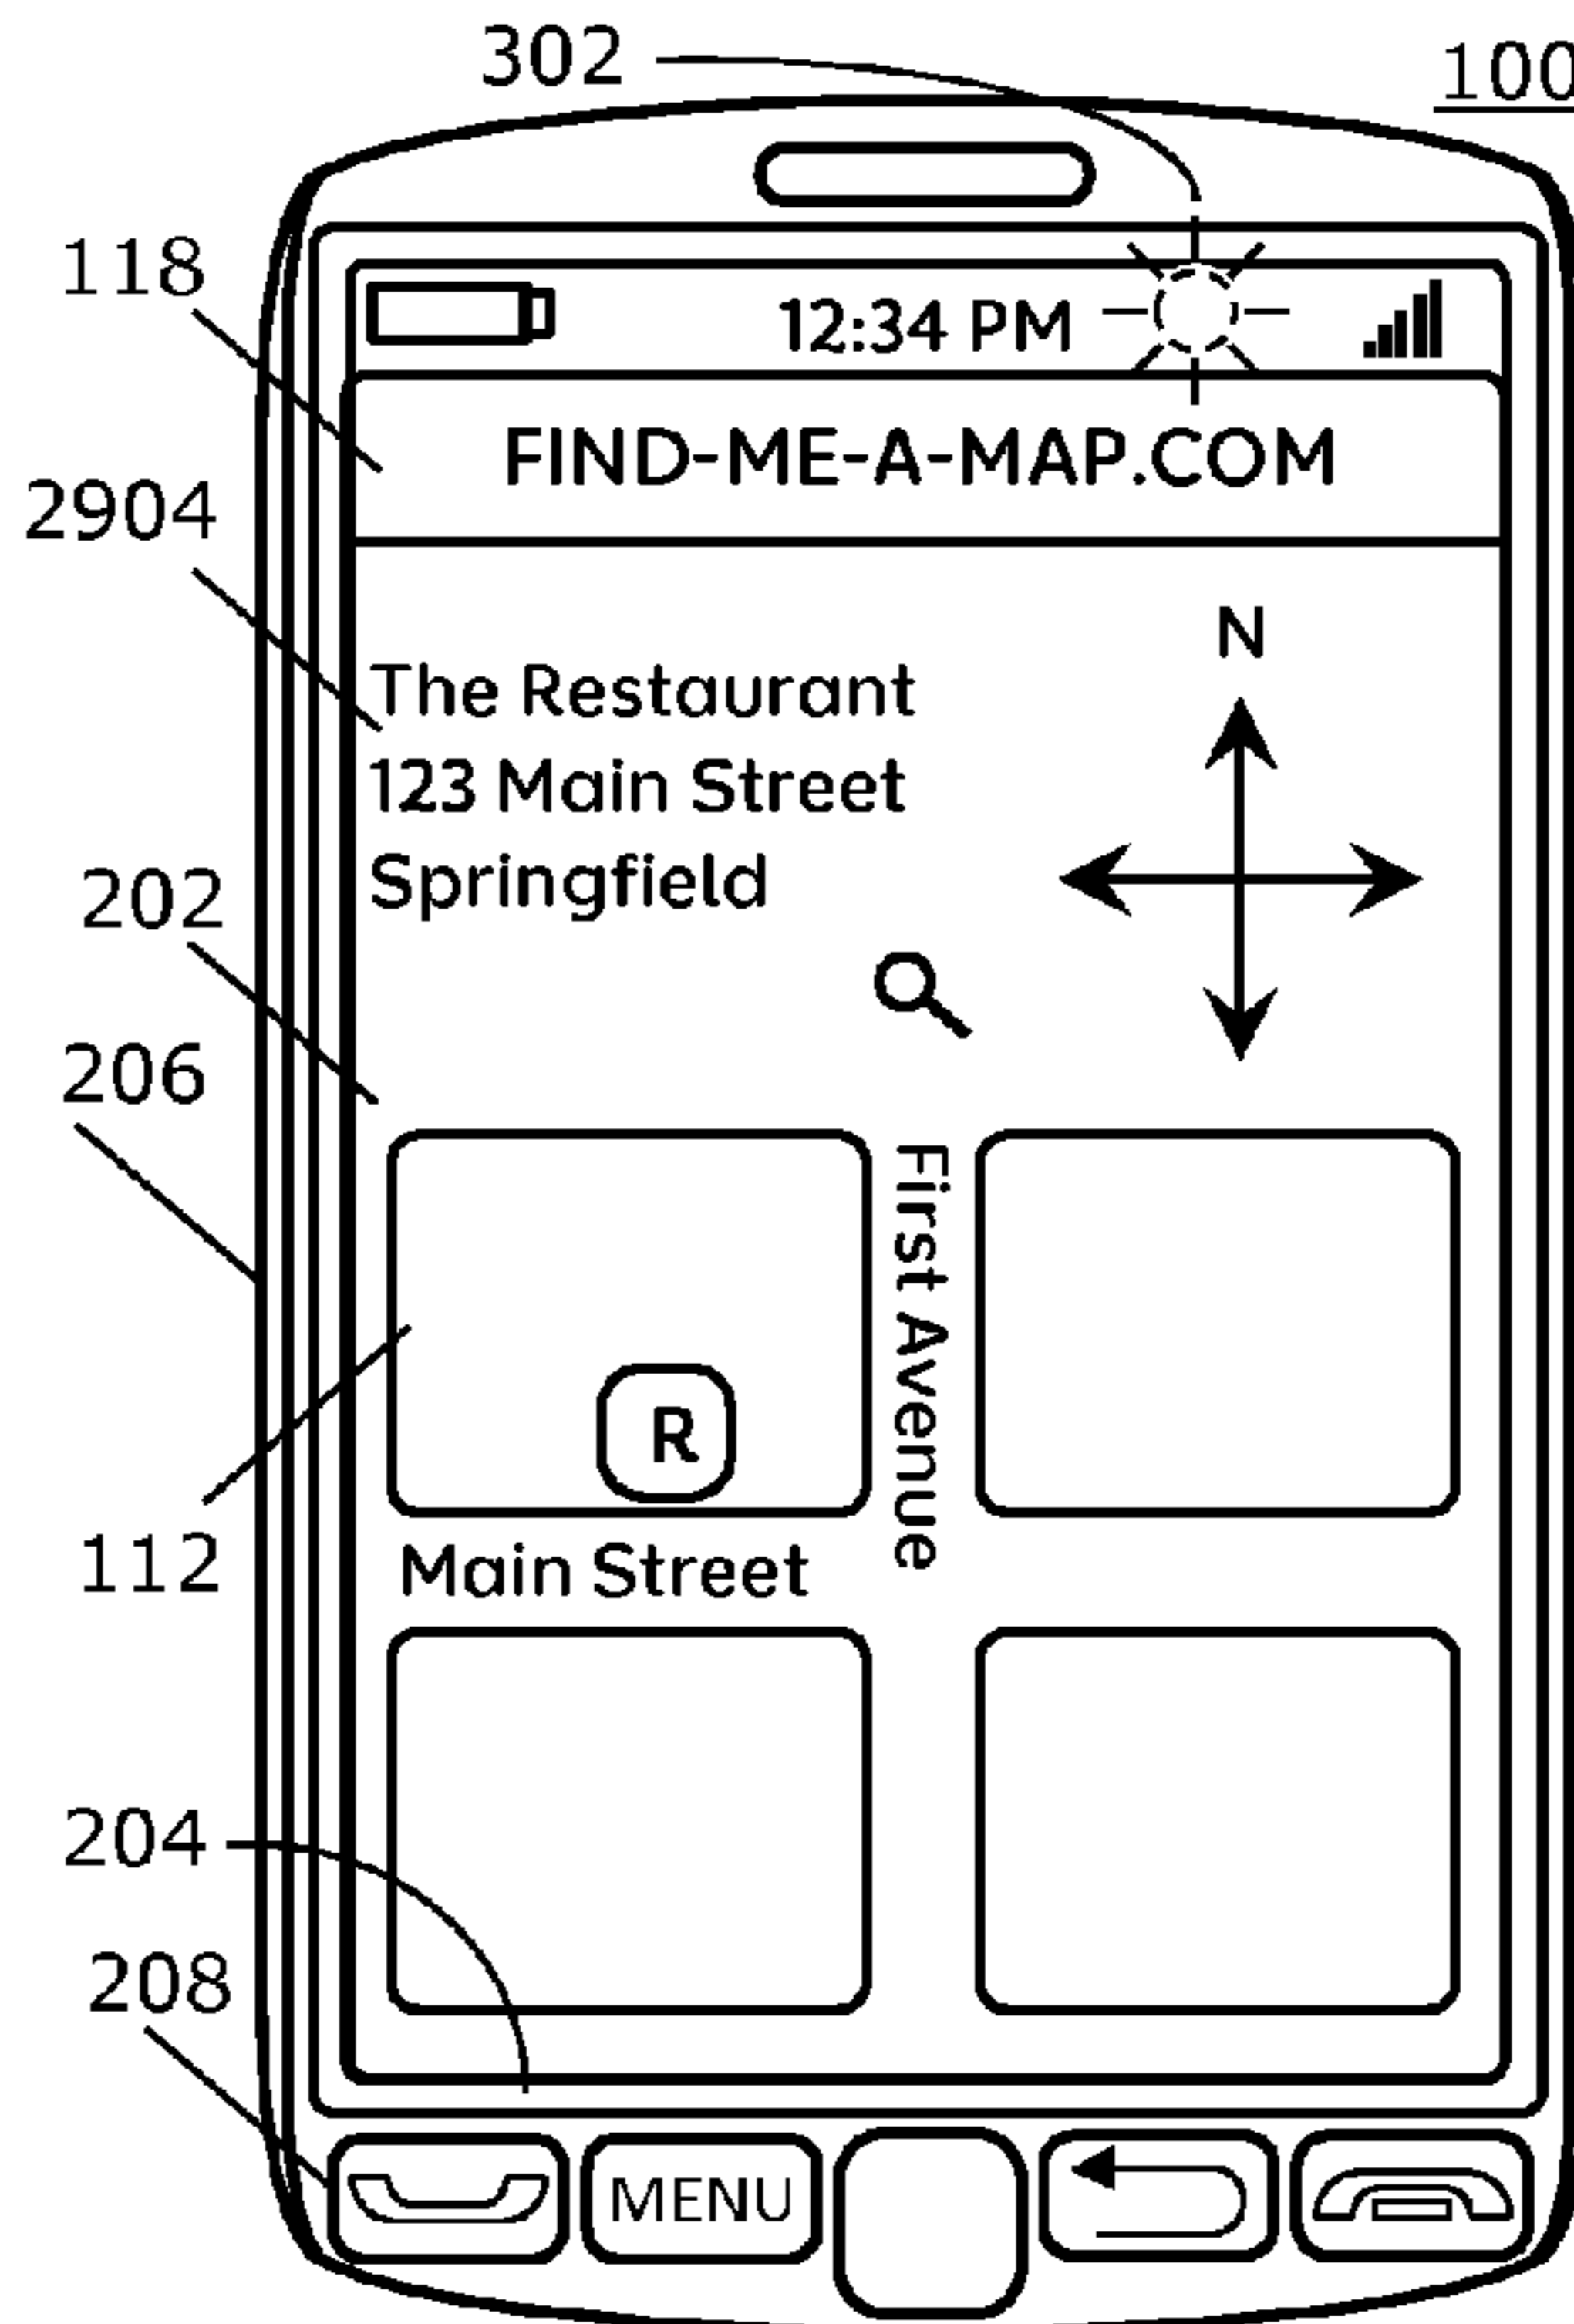 302
100
118
12:34 PM
FIND-ME-A-MAP.COM
2904
N
The Restaurant
123 Main Street
Springfield
202
206
First Avenue
R
112
Main Street
204
208
MENU